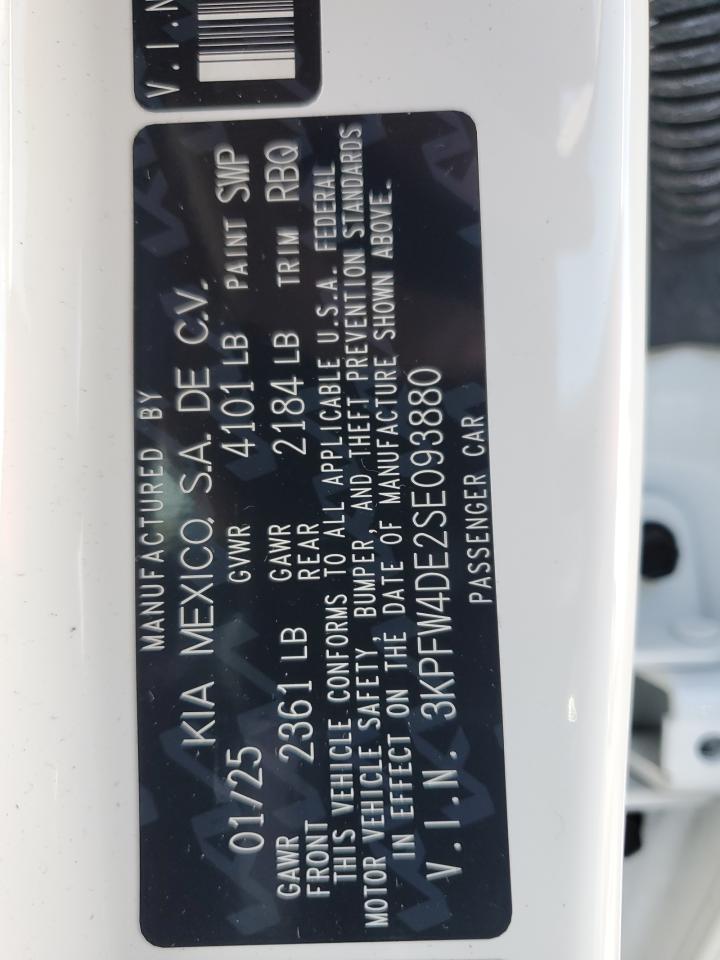 V.I.N
MANUFACTURED BY
KIA MEXICO, S.A. DE C.V.
01/25 GVWR 4101 LB PAINT SWP
GAWR FRONT 2361 LB GAWR REAR 2184 LB TRIM RBQ
THIS VEHICLE CONFORMS TO ALL APPLICABLE U.S.A. FEDERAL
MOTOR VEHICLE SAFETY, BUMPER, AND THEFT PREVENTION STANDARDS
IN EFFECT ON THE DATE OF MANUFACTURE SHOWN ABOVE.
V.I.N. 3KPFW4DE2SE093880
PASSENGER CAR